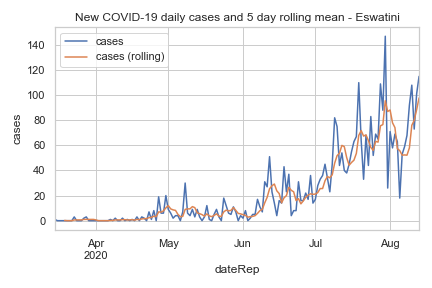 New COVID-19 daily cases and 5 day rolling mean - Eswatini
cases
cases (rolling)
140
120
100
80
60
40
20
0
cases
Apr
2020
May
Jun
Jul
Aug
dateRep